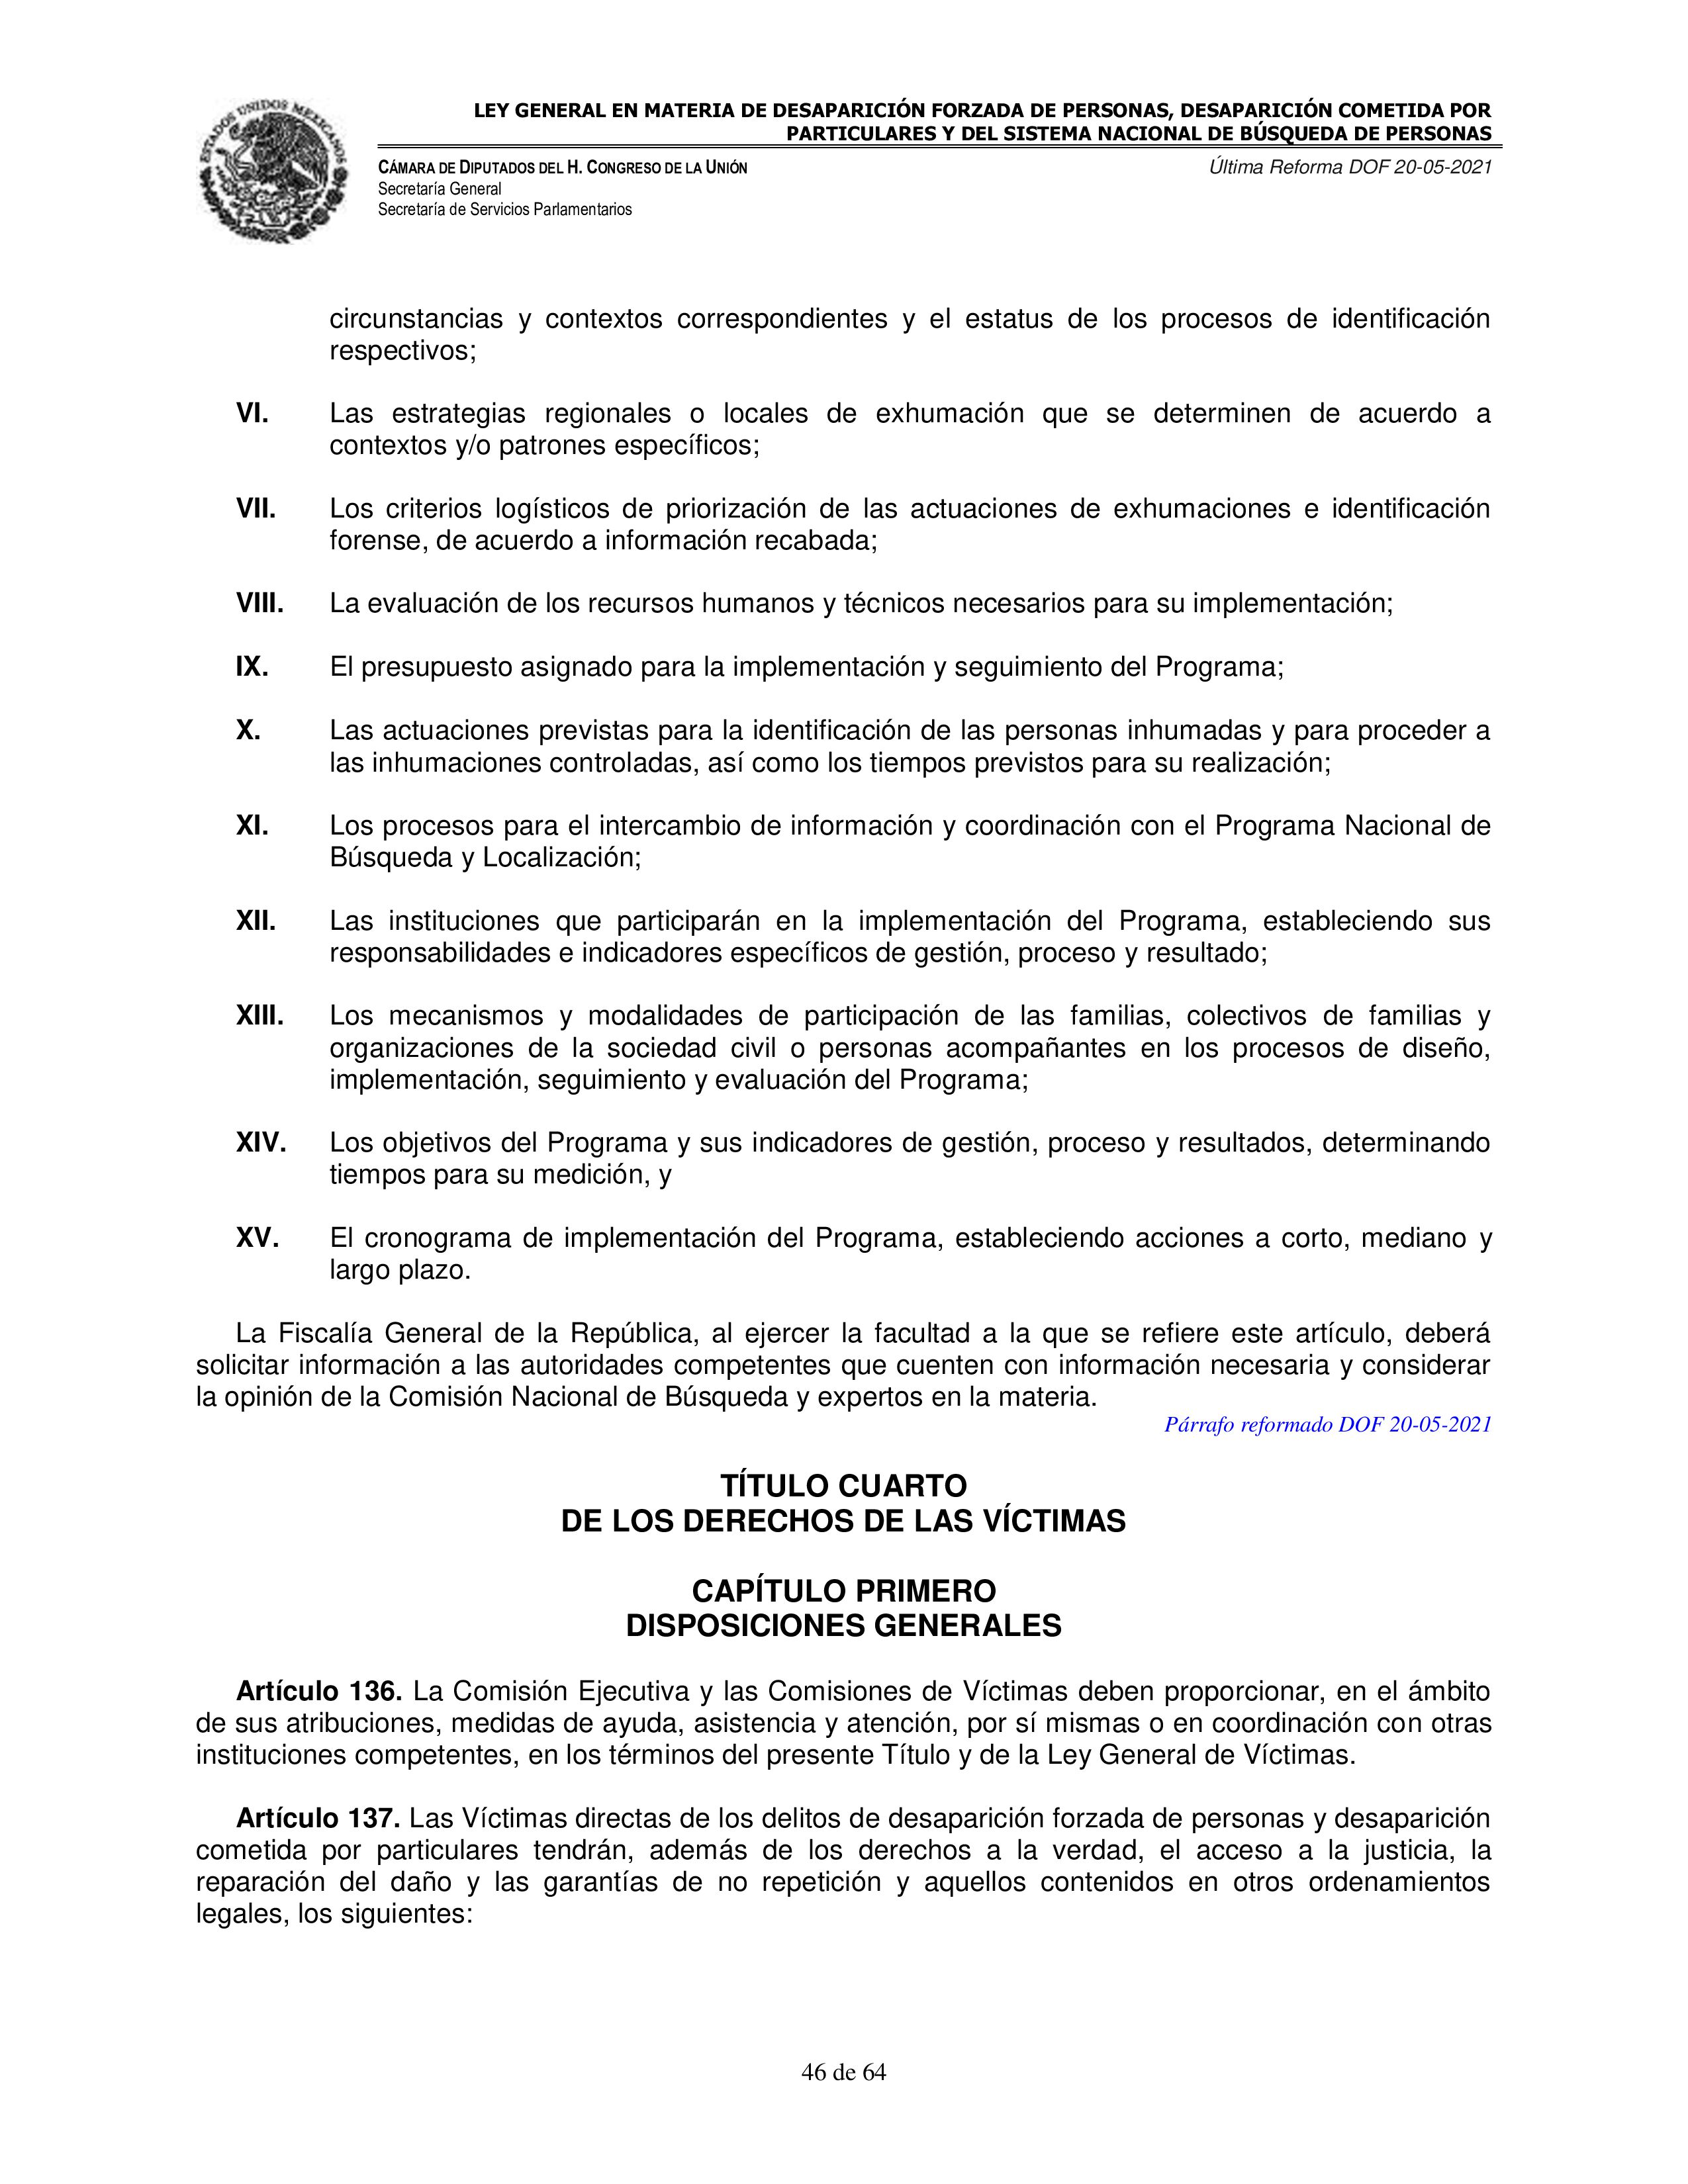 LEY GENERAL EN MATERIA DE DESAPARICIÓN FORZADA DE PERSONAS, DESAPARICIÓN COMETIDA POR
PARTICULARES Y DEL SISTEMA NACIONAL DE BÚSQUEDA DE PERSONAS
ESTADOS UNIDOS MEXICANOS
CÁMARA DE DIPUTADOS DEL H. CONGRESO DE LA UNIÓN
Última Reforma DOF 20-05-2021
Secretaría General
Secretaría de Servicios Parlamentarios
circunstancias y contextos correspondientes y el estatus de los procesos de identificación
respectivos;
VI. Las estrategias regionales o locales de exhumación que se determinen de acuerdo a
contextos y/o patrones específicos;
VII. Los criterios logísticos de priorización de las actuaciones de exhumaciones e identificación
forense, de acuerdo a información recabada;
VIII. La evaluación de los recursos humanos y técnicos necesarios para su implementación;
IX. El presupuesto asignado para la implementación y seguimiento del Programa;
X. Las actuaciones previstas para la identificación de las personas inhumadas y para proceder a
las inhumaciones controladas, así como los tiempos previstos para su realización;
XI. Los procesos para el intercambio de información y coordinación con el Programa Nacional de
Búsqueda y Localización;
XII. Las instituciones que participarán en la implementación del Programa, estableciendo sus
responsabilidades e indicadores específicos de gestión, proceso y resultado;
XIII. Los mecanismos y modalidades de participación de las familias, colectivos de familias y
organizaciones de la sociedad civil o personas acompañantes en los procesos de diseño,
implementación, seguimiento y evaluación del Programa;
XIV. Los objetivos del Programa y sus indicadores de gestión, proceso y resultados, determinando
tiempos para su medición, y
XV. El cronograma de implementación del Programa, estableciendo acciones a corto, mediano y
largo plazo.
La Fiscalía General de la República, al ejercer la facultad a la que se refiere este artículo, deberá
solicitar información a las autoridades competentes que cuenten con información necesaria y considerar
la opinión de la Comisión Nacional de Búsqueda y expertos en la materia.
Párrafo reformado DOF 20-05-2021
TÍTULO CUARTO
DE LOS DERECHOS DE LAS VÍCTIMAS
CAPÍTULO PRIMERO
DISPOSICIONES GENERALES
Artículo 136. La Comisión Ejecutiva y las Comisiones de Víctimas deben proporcionar, en el ámbito
de sus atribuciones, medidas de ayuda, asistencia y atención, por sí mismas o en coordinación con otras
instituciones competentes, en los términos del presente Título y de la Ley General de Víctimas.
Artículo 137. Las Víctimas directas de los delitos de desaparición forzada de personas y desaparición
cometida por particulares tendrán, además de los derechos a la verdad, el acceso a la justicia, la
reparación del daño y las garantías de no repetición y aquellos contenidos en otros ordenamientos
legales, los siguientes:
46 de 64